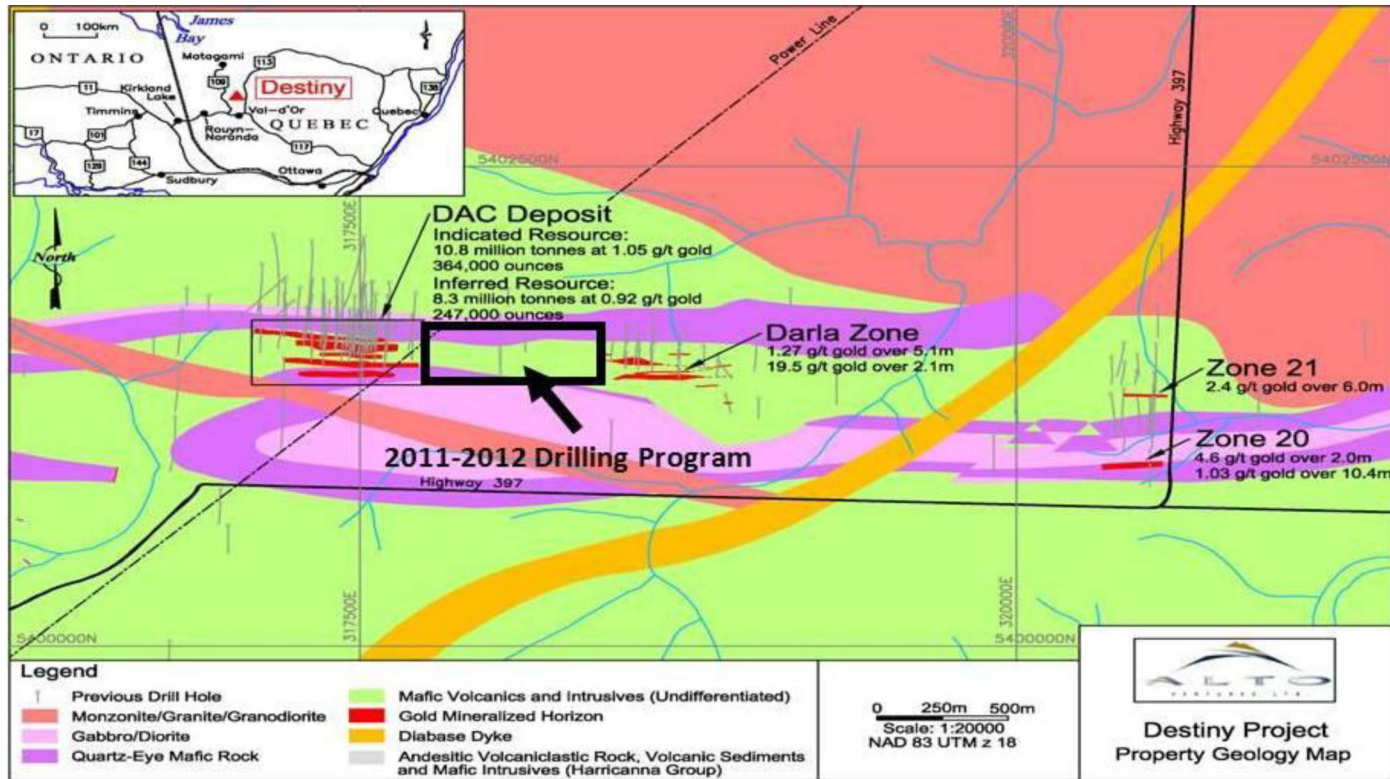 0 100km
James
Bay
ONTARIO
Matagami
113
109
Destiny
11
Kirkland
Lake
138
Timmins
Val-d'Or
Quebec
Rouyn-
Noranda
QUEBEC
17
101
117
129
144
Ottawa
Sudbury
Power Line
320000E
Highway 397
5402500N
5402500N
317500E
North
DAC Deposit
Indicated Resource:
10.8 million tonnes at 1.05 g/t gold
364,000 ounces
Inferred Resource:
8.3 million tonnes at 0.92 g/t gold
247,000 ounces
Darla Zone
1.27 g/t gold over 5.1m
19.5 g/t gold over 2.1m
Zone 21
2.4 g/t gold over 6.0m
Zone 20
4.6 g/t gold over 2.0m
1.03 g/t gold over 10.4m
2011-2012 Drilling Program
Highway 397
317500E
320000E
5400000N
5400000N
Legend
Previous Drill Hole
Monzonite/Granite/Granodiorite
Gabbro/Diorite
Quartz-Eye Mafic Rock
Mafic Volcanics and Intrusives (Undifferentiated)
Gold Mineralized Horizon
Diabase Dyke
Andesitic Volcaniclastic Rock, Volcanic Sediments
and Mafic Intrusives (Harricanna Group)
0 250m 500m
Scale: 1:20000
NAD 83 UTM z 18
ALTO
VENTURES LTD.
Destiny Project
Property Geology Map